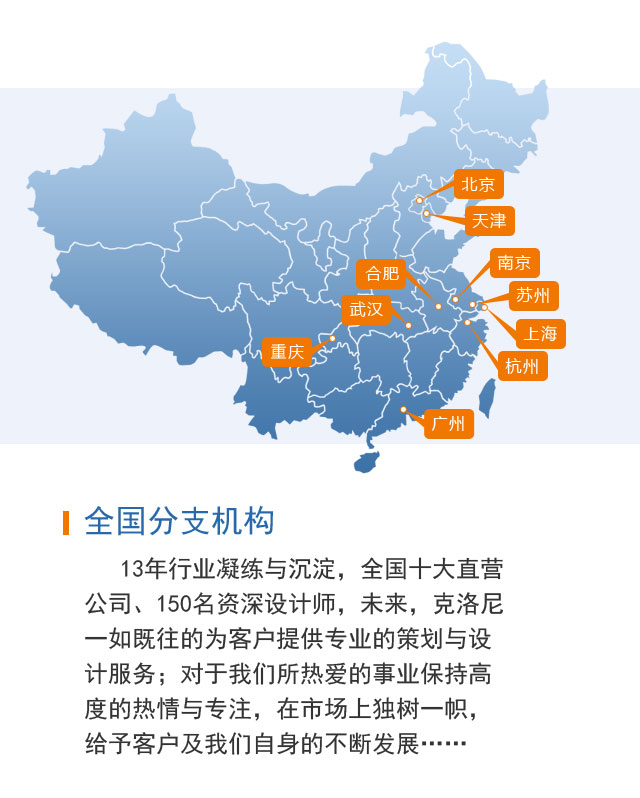 北京
天津
南京
合肥
苏州
武汉
上海
重庆
杭州
广州
全国分支机构
13年行业凝练与沉淀，全国十大直营
公司、150名资深设计师，未来，克洛尼
一如既往的为客户提供专业的策划与设
计服务；对于我们所热爱的事业保持高
度的热情与专注，在市场上独树一帜，
给予客户及我们自身的不断发展……